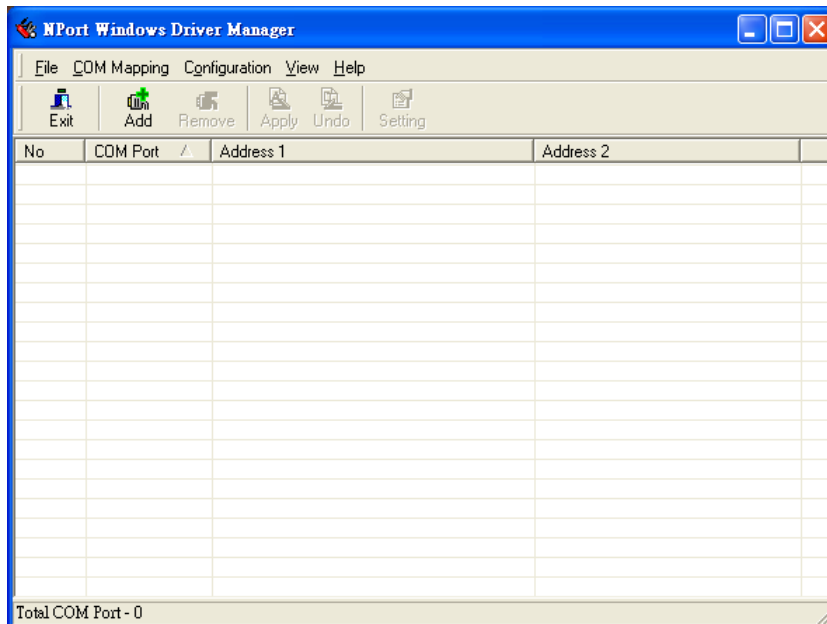 NPort Windows Driver Manager
File COM Mapping Configuration View Help
Exit Add Remove Apply Undo Setting
No COM Port Address 1 Address 2
Total COM Port - 0